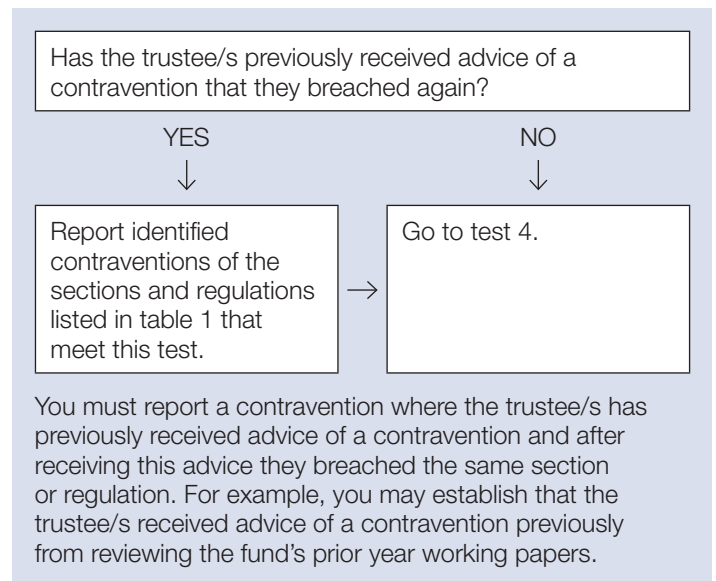 Has the trustee/s previously received advice of a
contravention that they breached again?
YES
NO
Report identified
contraventions of the
sections and regulations
listed in table 1 that
meet this test.
Go to test 4.
You must report a contravention where the trustee/s has
previously received advice of a contravention and after
receiving this advice they breached the same section
or regulation. For example, you may establish that the
trustee/s received advice of a contravention previously
from reviewing the fund’s prior year working papers.